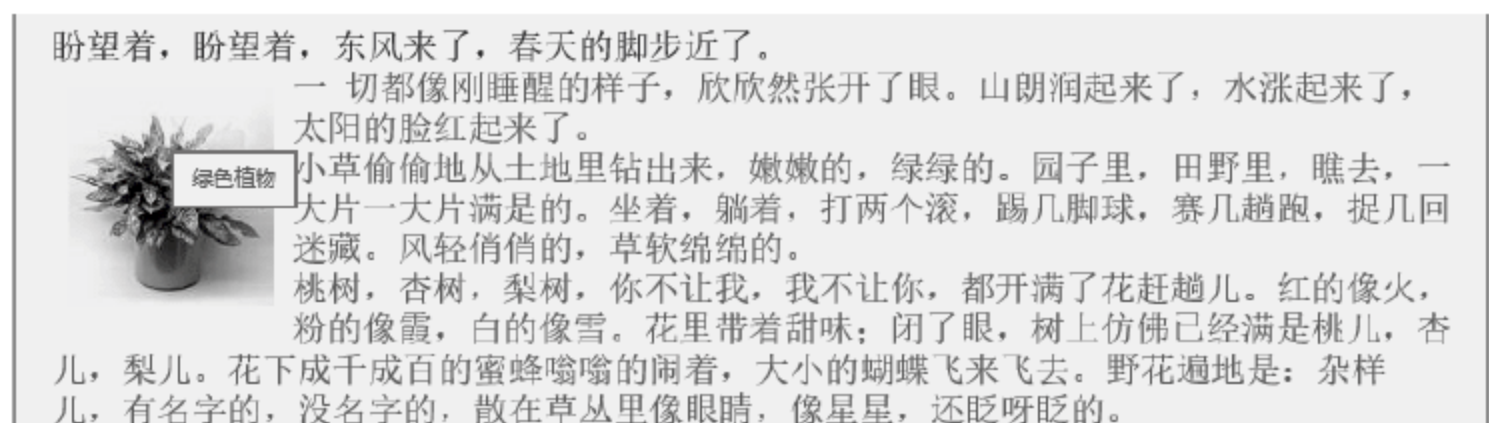 盼望着，盼望着，东风来了，春天的脚步近了。
一 切都像刚睡醒的样子，欣欣然张开了眼。山朗润起来了，水涨起来了，
太阳的脸红起来了。
绿色植物
小草偷偷地从土地里钻出来，嫩嫩的，绿绿的。园子里，田野里，瞧去，一
大片一大片满是的。坐着，躺着，打两个滚，踢几脚球，赛几趟跑，捉几回
迷藏。风轻俏俏的，草软绵绵的。
桃树，杏树，梨树，你不让我，我不让你，都开满了花赶趟儿。红的像火，
粉的像霞，白的像雪。花里带着甜味；闭了眼，树上仿佛已经满是桃儿，杏
儿，梨儿。花下成千成百的蜜蜂嗡嗡的闹着，大小的蝴蝶飞来飞去。野花遍地是：杂样
儿，有名字的，没名字的，散在草丛里像眼睛，像星星，还眨呀眨的。